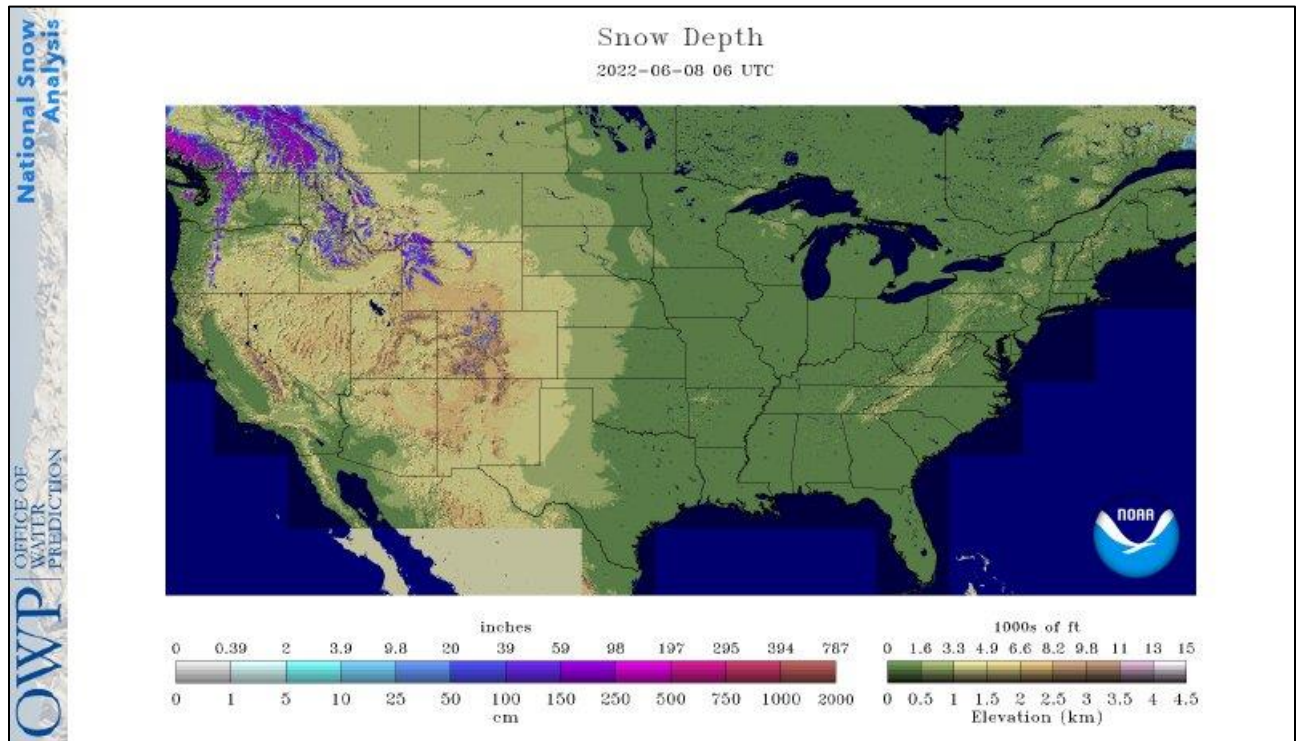 National Snow
Analysis
OWP
OFFICE OF
WATER
PREDICTION
Snow Depth
2022-06-08 06 UTC
NOAA
inches
0 0.39 2 3.9 9.8 20 39 59 98 197 295 394 787
0 1 5 10 25 50 100 150 250 500 750 1000 2000
cm
1000s of ft
0 1.6 3.3 4.9 6.6 8.2 9.8 11 13 15
0 0.5 1 1.5 2 2.5 3 3.5 4 4.5
Elevation (km)